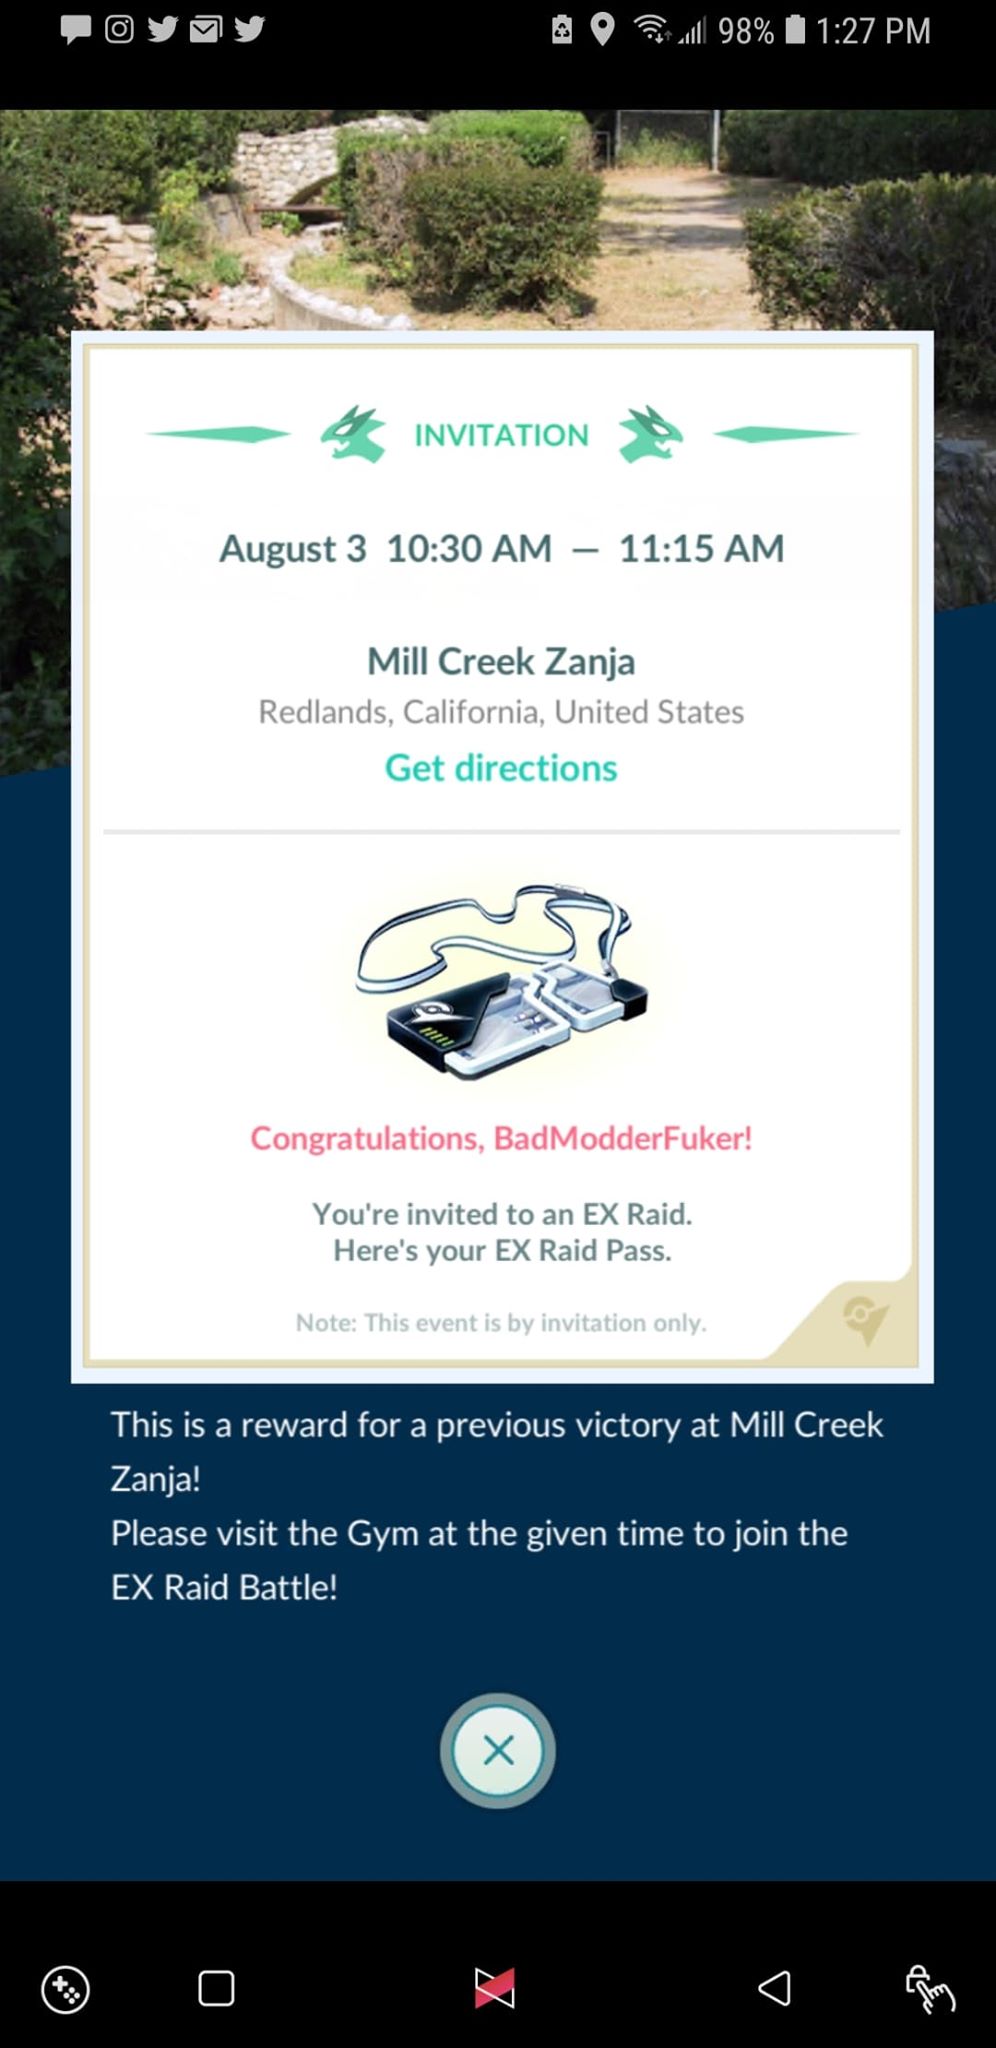 98% 1:27 PM
INVITATION
August 3 10:30 AM — 11:15 AM
Mill Creek Zanja
Redlands, California, United States
Get directions
Congratulations, BadModderFuker!
You're invited to an EX Raid.
Here's your EX Raid Pass.
Note: This event is by invitation only.
This is a reward for a previous victory at Mill Creek
Zanja!
Please visit the Gym at the given time to join the
EX Raid Battle!